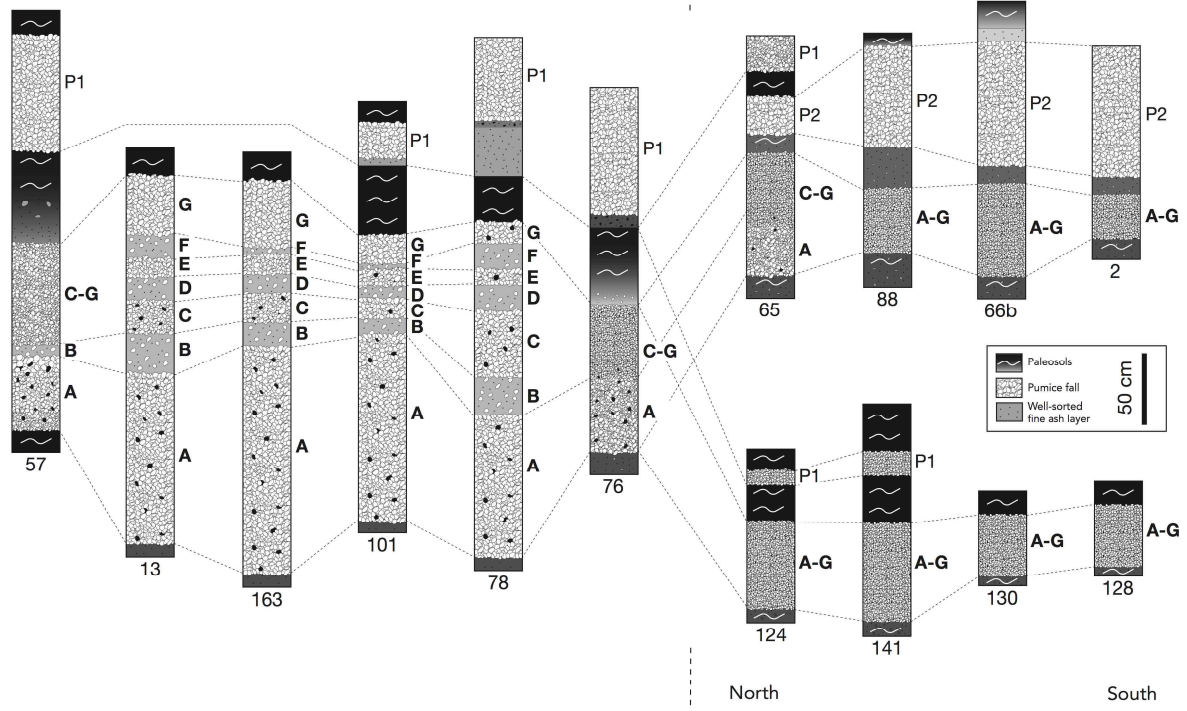 P1
C-G
B
A
57
G
F
E
D
C
B
A
13
G
F
E
D
C
B
A
163
P1
G
F
E
D
C
B
A
101
P1
G
F
E
D
C
B
A
78
P1
C-G
A
76
P1
P2
C-G
A
65
P2
A-G
88
P2
A-G
66b
P2
A-G
2
Paleosols
Pumice fall
Well-sorted
fine ash layer
50 cm
P1
A-G
124
P1
A-G
141
A-G
130
A-G
128
North
South